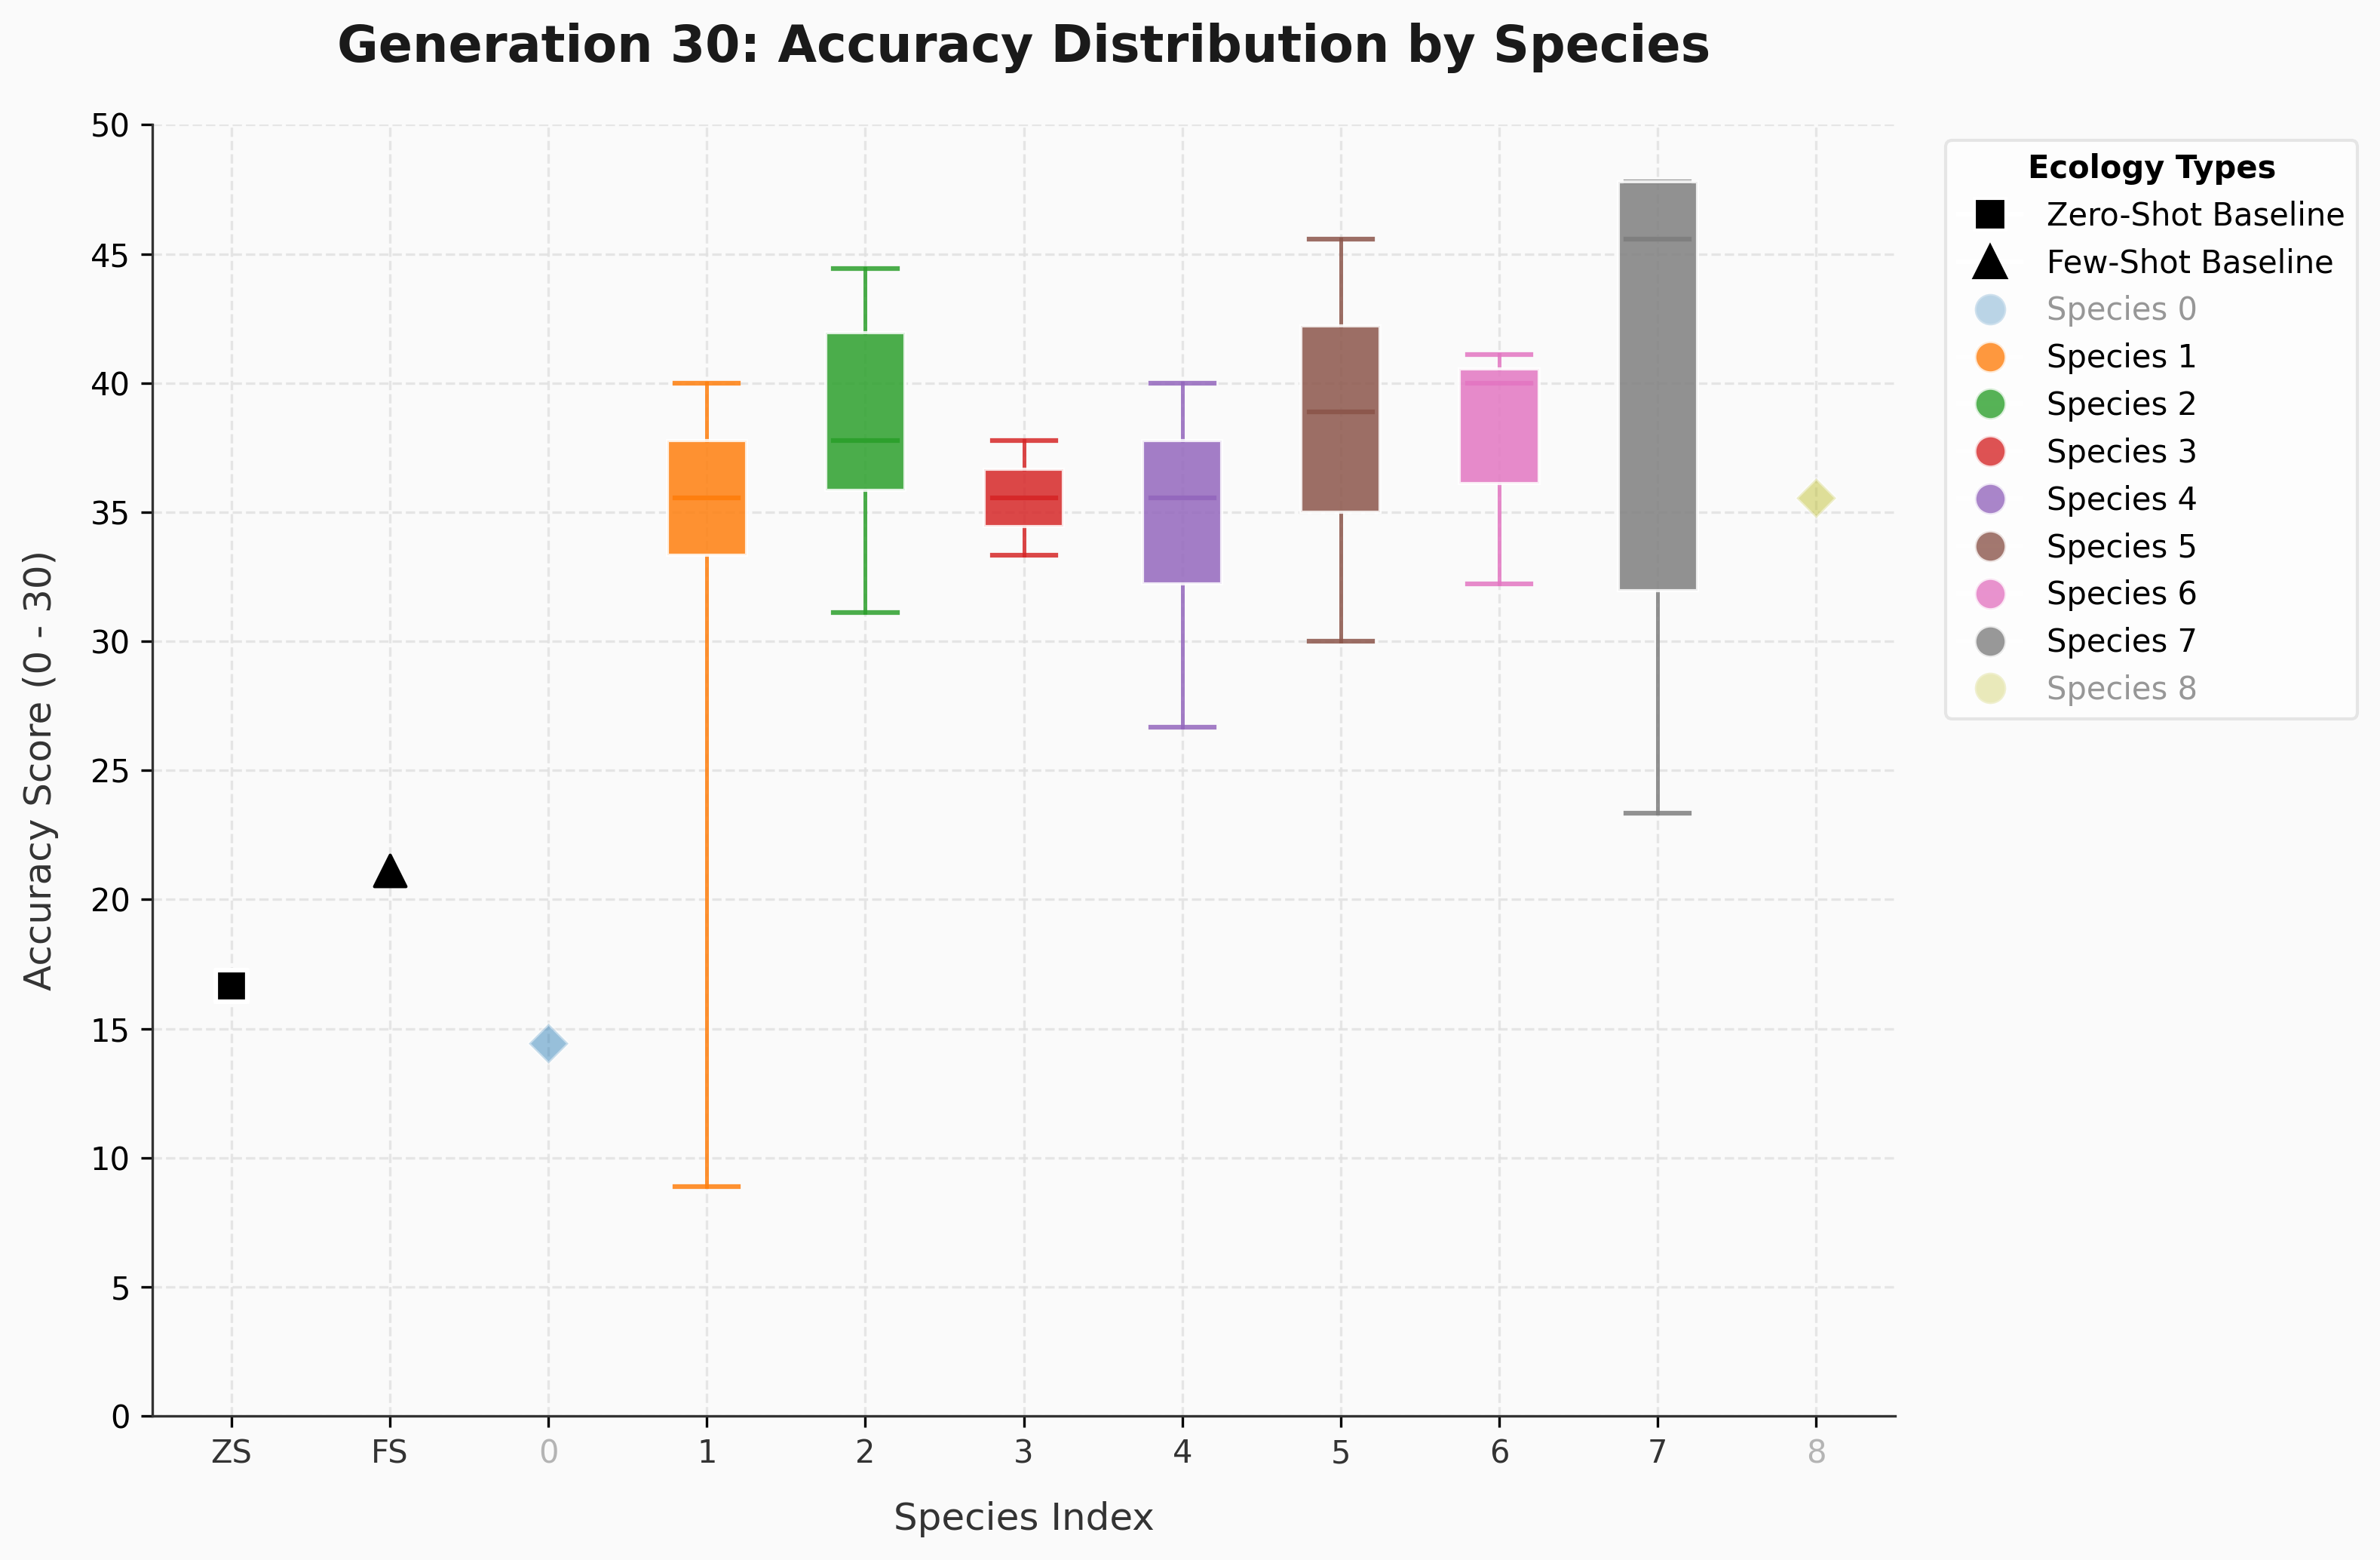 Generation 30: Accuracy Distribution by Species
Accuracy Score (0 - 30)
50
45
40
35
30
25
20
15
10
5
0
ZS FS 0 1 2 3 4 5 6 7 8
Species Index
Ecology Types
Zero-Shot Baseline
Few-Shot Baseline
Species 0
Species 1
Species 2
Species 3
Species 4
Species 5
Species 6
Species 7
Species 8